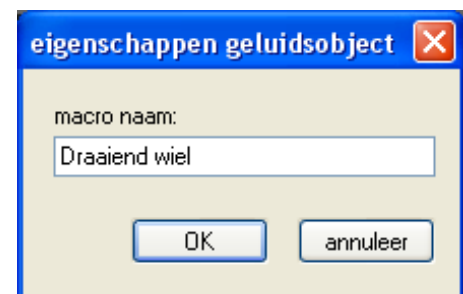 eigenschappen geluidsobject
macro naam:
Draaiend wiel
OK
annuleer